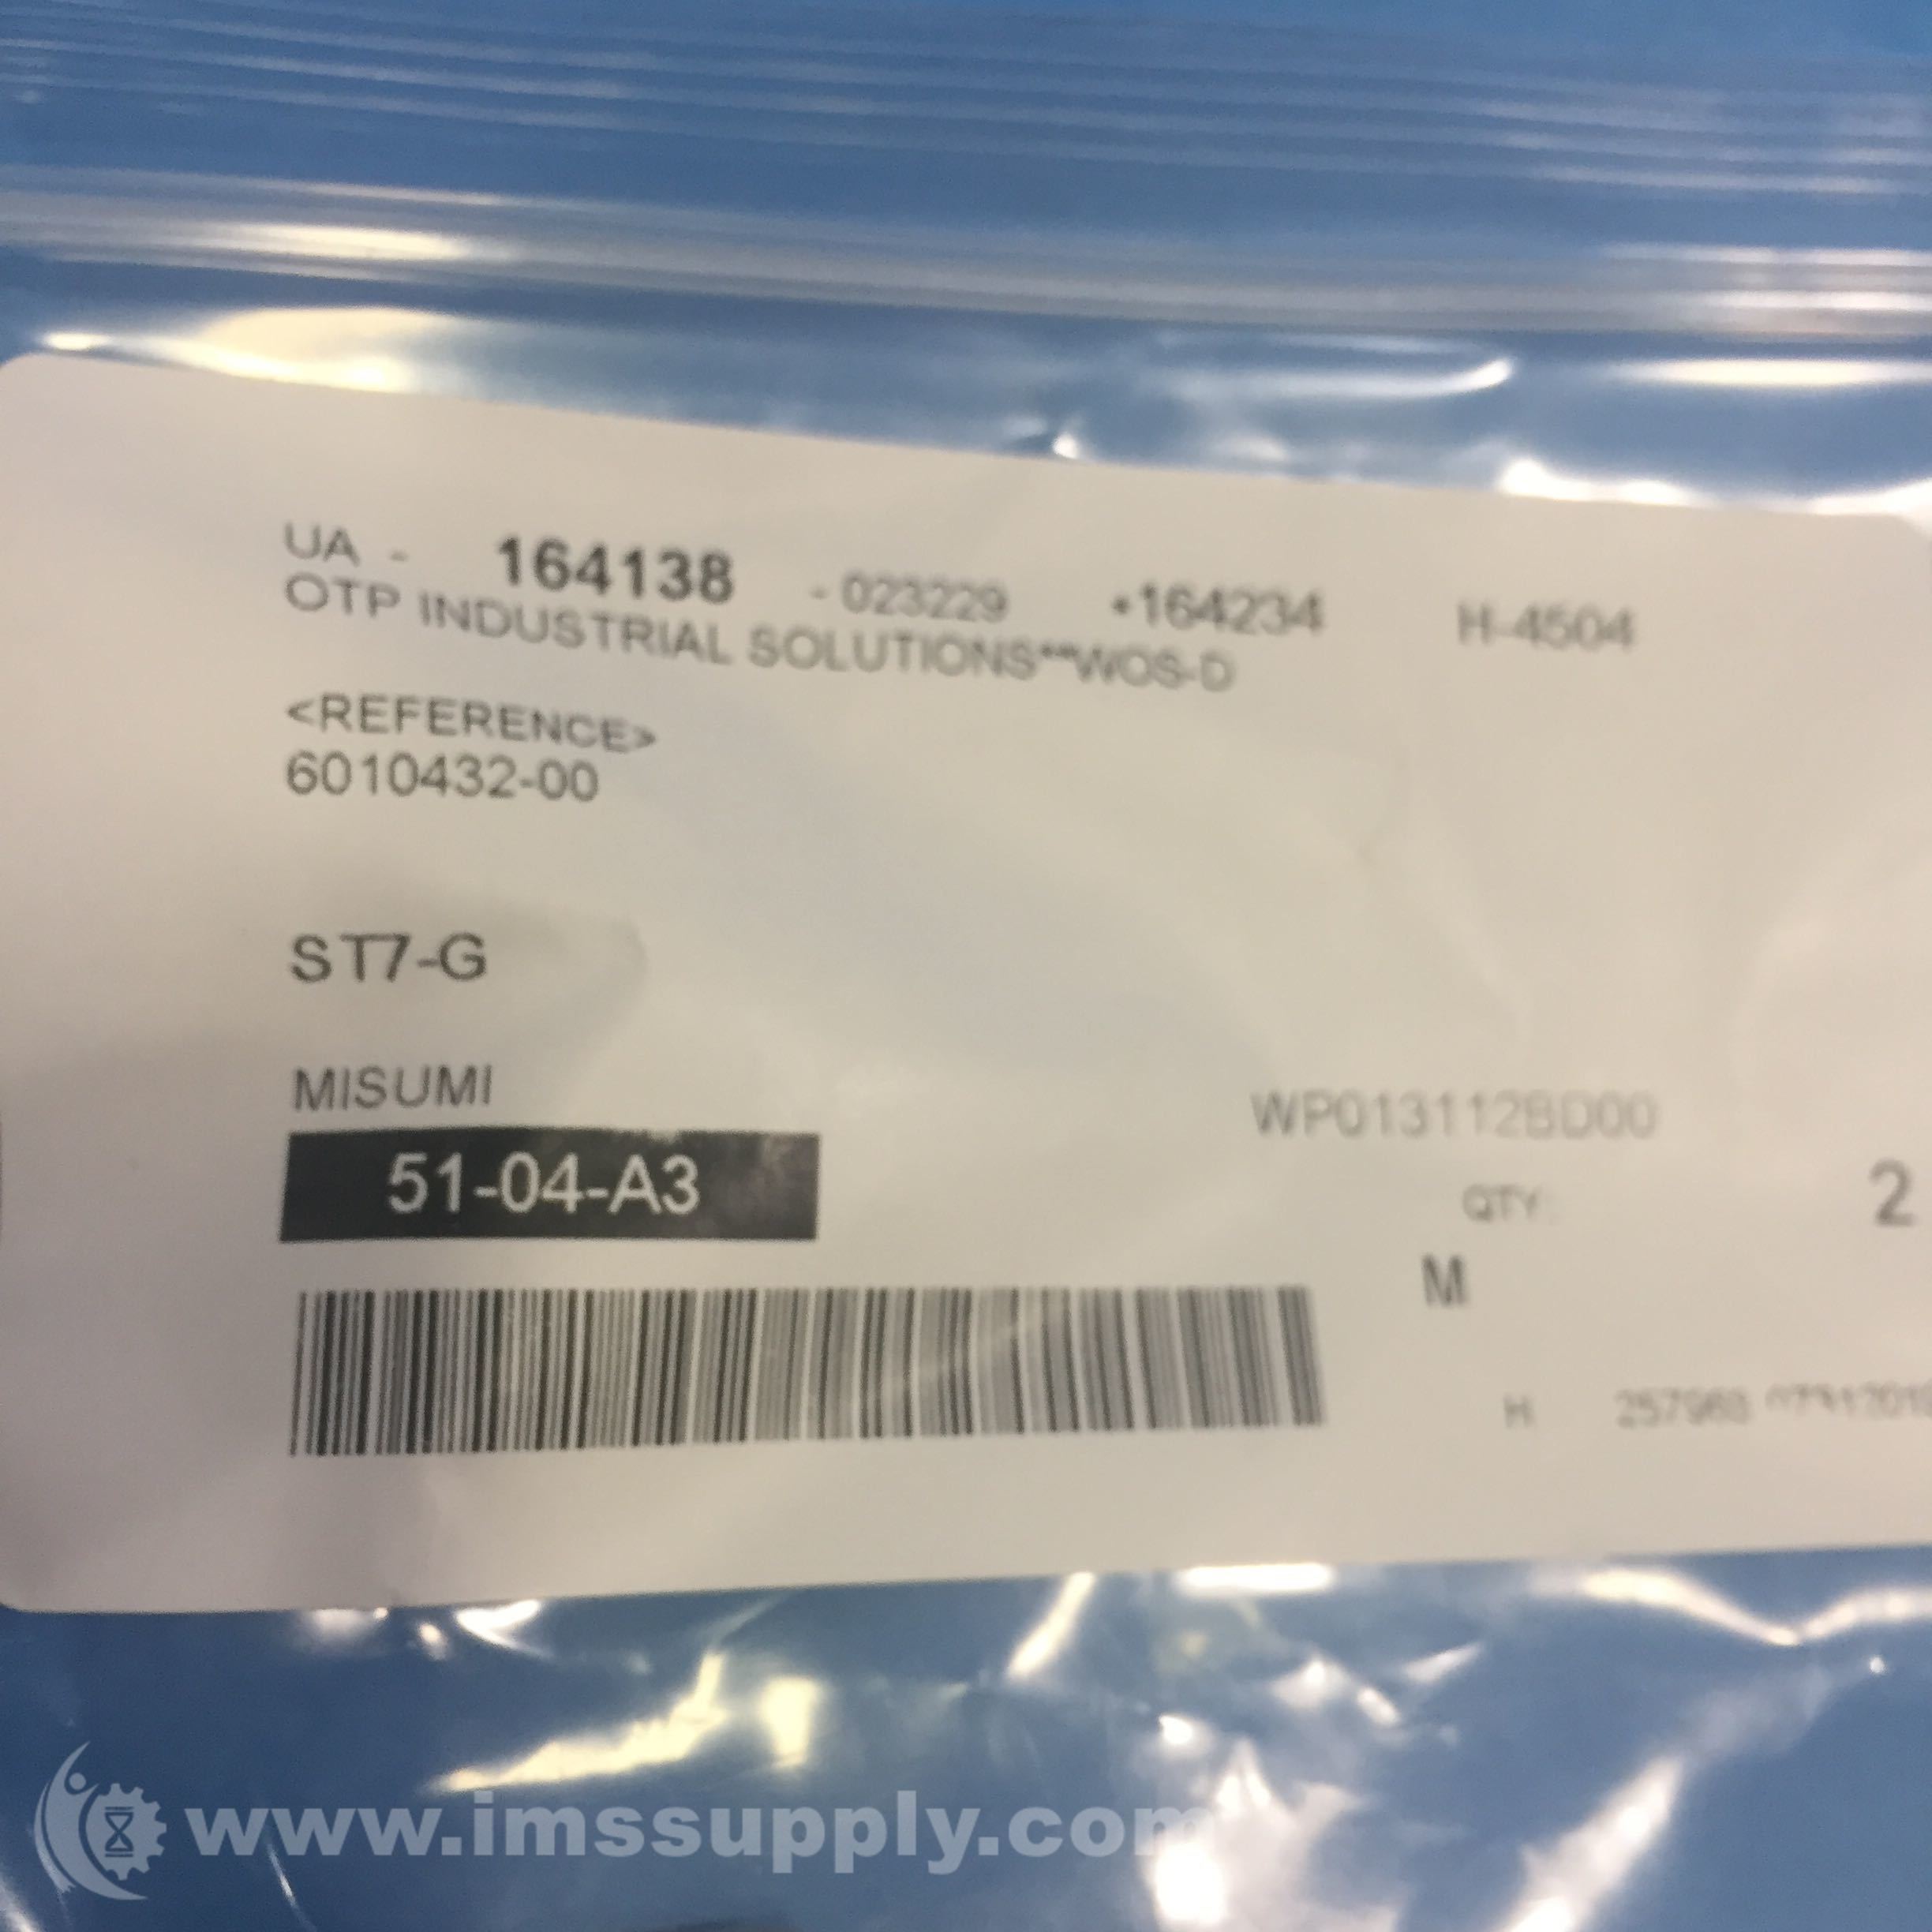 UA - 164138 - 023229 *164234 H-4504
OTP INDUSTRIAL SOLUTIONS***WOS-D
<REFERENCE>
6010432-00
ST7-G
MISUMI
WP013112BD00
51-04-A3
QTY: 2
M
H
www.imssupply.com